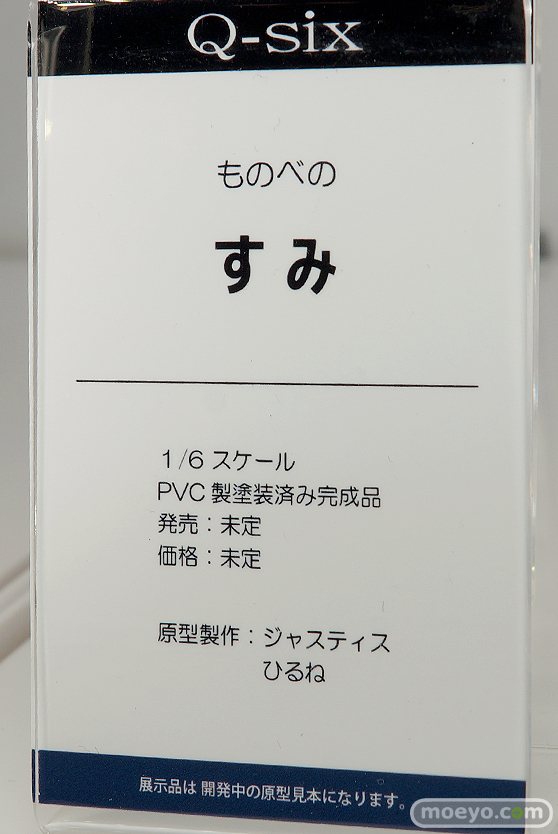 Q-six
ものべの
すみ
1/6 スケール
PVC 製塗装済み完成品
発売：未定
価格：未定
原型製作：ジャスティス
ひるね
展示品は 開発中の原型見本になります。
moeyo.com